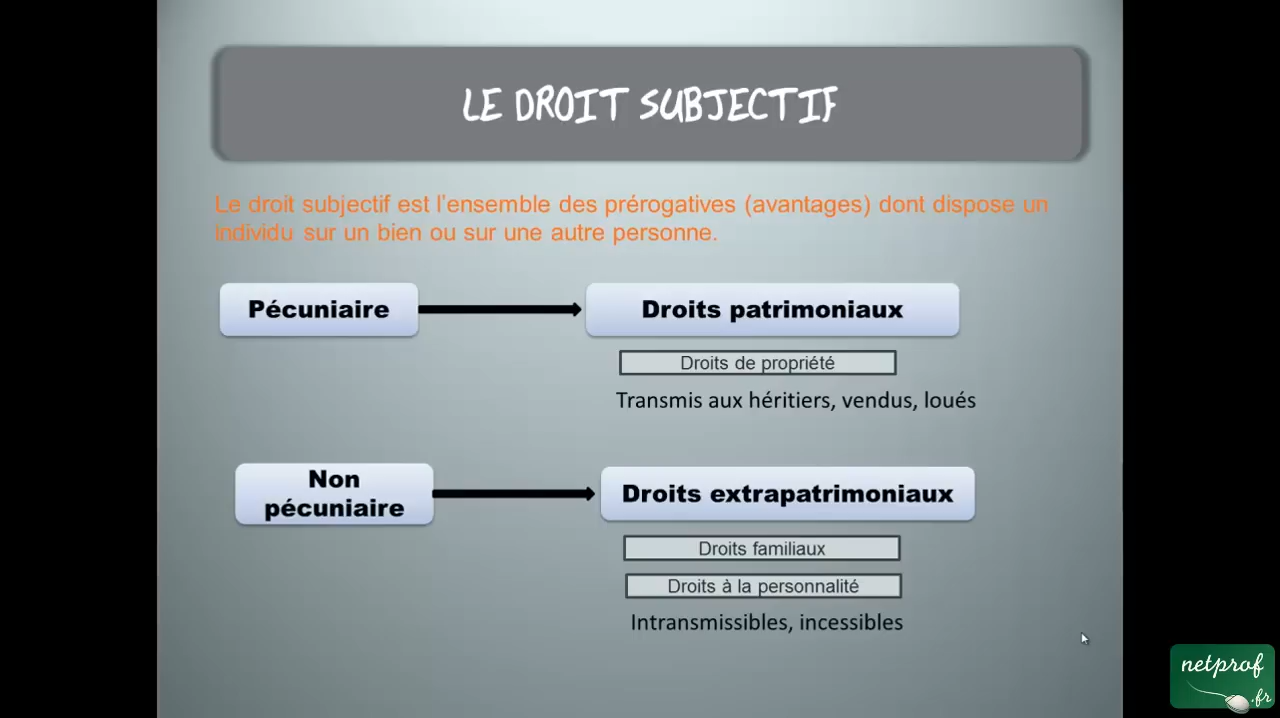 LE DROIT SUBJECTIF
Le droit subjectif est l'ensemble des prérogatives (avantages) dont dispose un
individu sur un bien ou sur une autre personne.
Pécuniaire
Droits patrimoniaux
Droits de propriété
Transmis aux héritiers, vendus, loués
Non
pécuniaire
Droits extrapatrimoniaux
Droits familiaux
Droits à la personnalité
Intransmissibles, incessibles
netprof
.fr